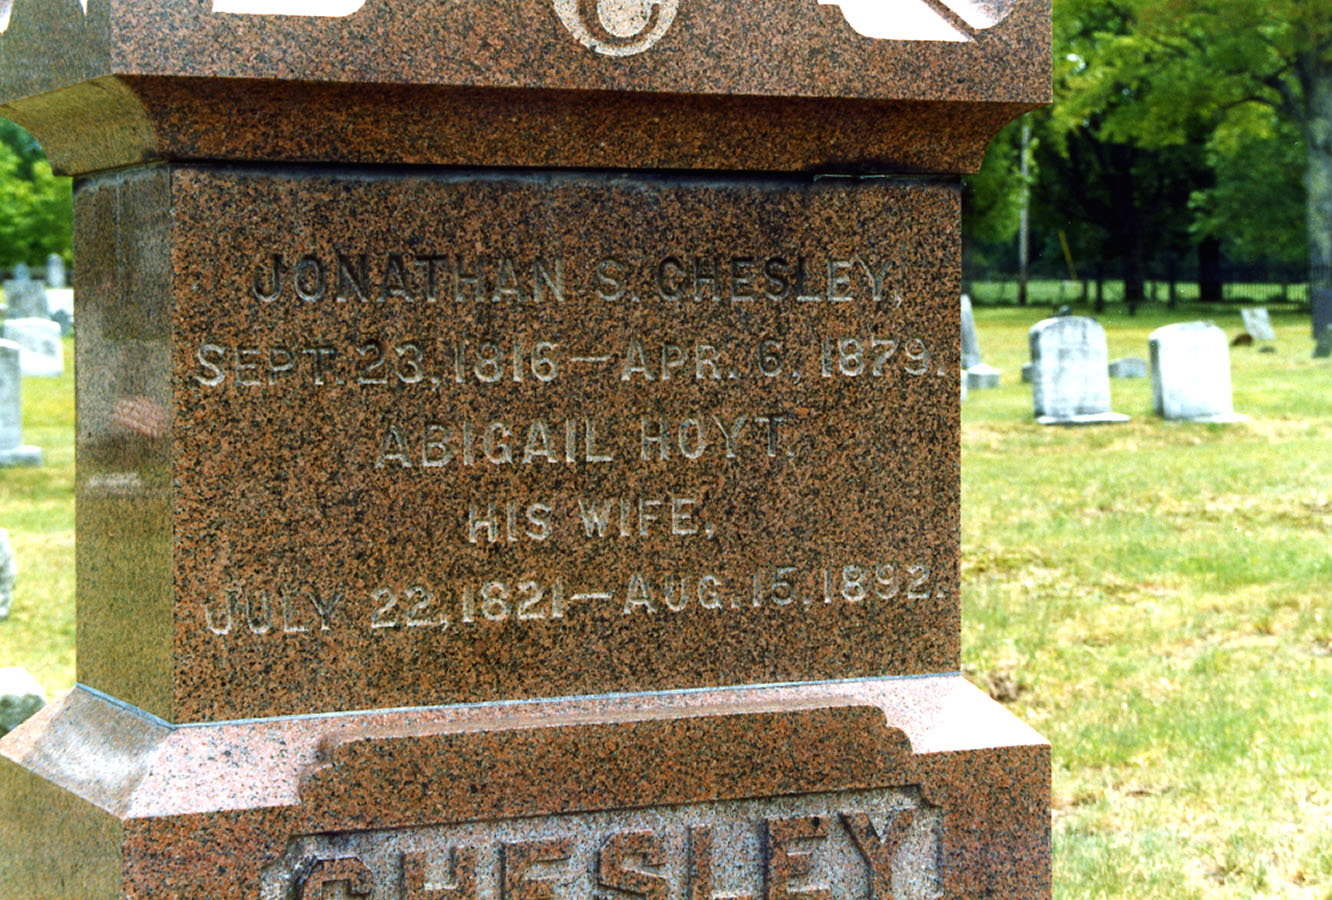 JONATHAN S. CHESLEY,
SEPT. 23, 1816 — APR. 6, 1879.
ABIGAIL HOYT,
HIS WIFE,
JULY 22, 1821 — AUG. 15, 1892.
CHESLEY